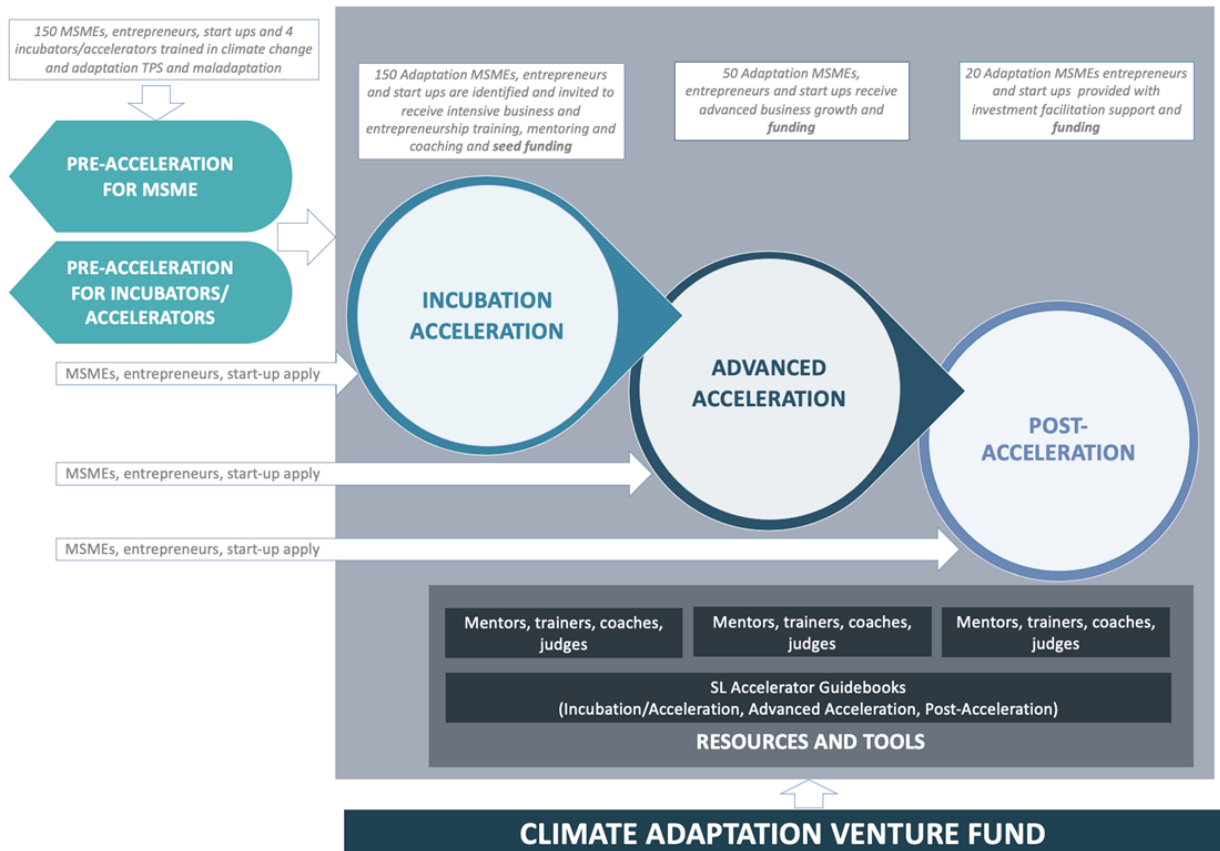 150 MSMEs, entrepreneurs, start ups and 4
incubators/accelerators trained in climate change
and adaptation TPS and maladaptation
150 Adaptation MSMEs, entrepreneurs
and start ups are identified and invited to
receive intensive business and
entrepreneurship training, mentoring and
coaching and seed funding
50 Adaptation MSMEs,
entrepreneurs and start ups receive
advanced business growth and
funding
20 Adaptation MSMEs entrepreneurs
and start ups provided with
investment facilitation support and
funding
PRE-ACCELERATION
FOR MSME
PRE-ACCELERATION
FOR INCUBATORS/
ACCELERATORS
INCUBATION
ACCELERATION
ADVANCED
ACCELERATION
POST-
ACCELERATION
MSMEs, entrepreneurs, start-up apply
MSMEs, entrepreneurs, start-up apply
MSMEs, entrepreneurs, start-up apply
Mentors, trainers, coaches,
judges
Mentors, trainers, coaches,
judges
Mentors, trainers, coaches,
judges
SL Accelerator Guidebooks
(Incubation/Acceleration, Advanced Acceleration, Post-Acceleration)
RESOURCES AND TOOLS
CLIMATE ADAPTATION VENTURE FUND